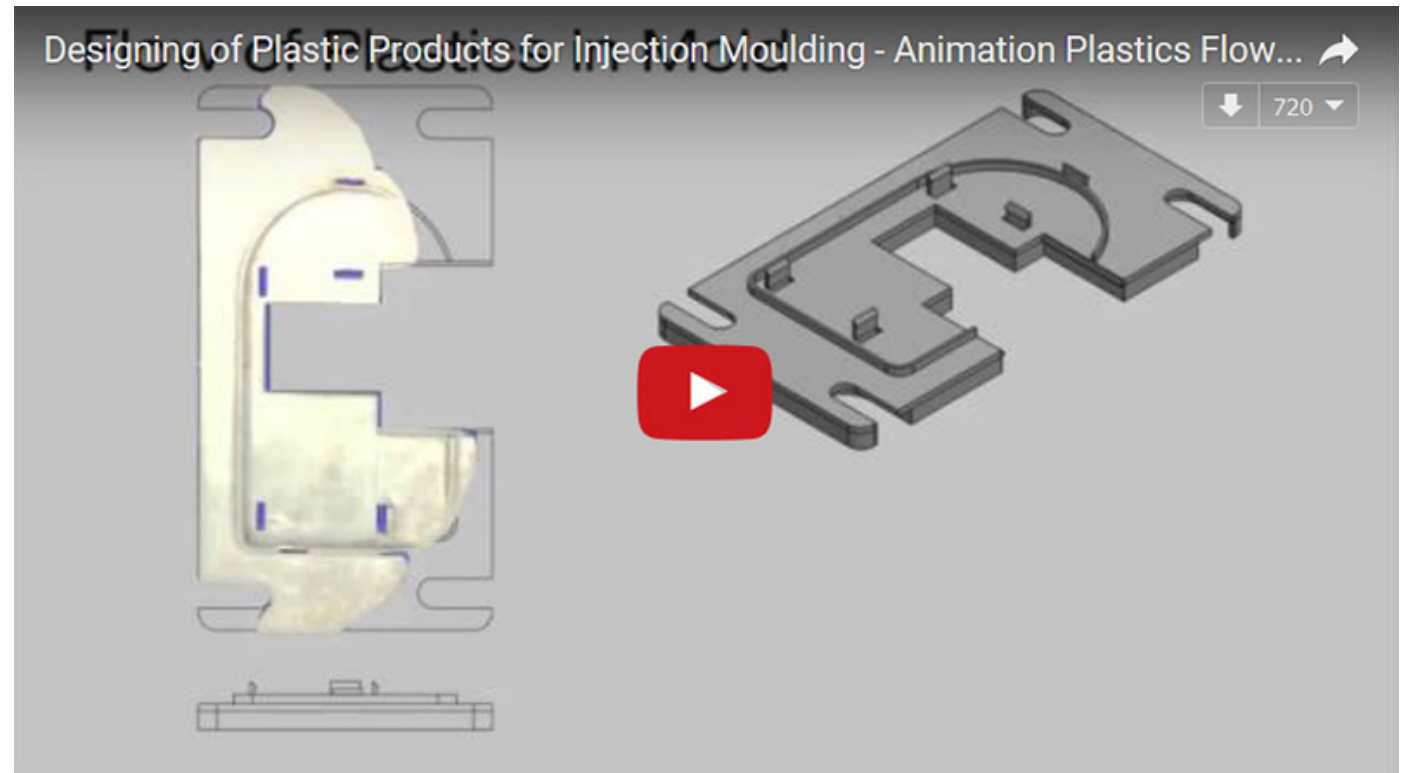 Designing of Plastic Products for Injection Moulding - Animation Plastics Flow...
Flow of Plastics in Mold
720